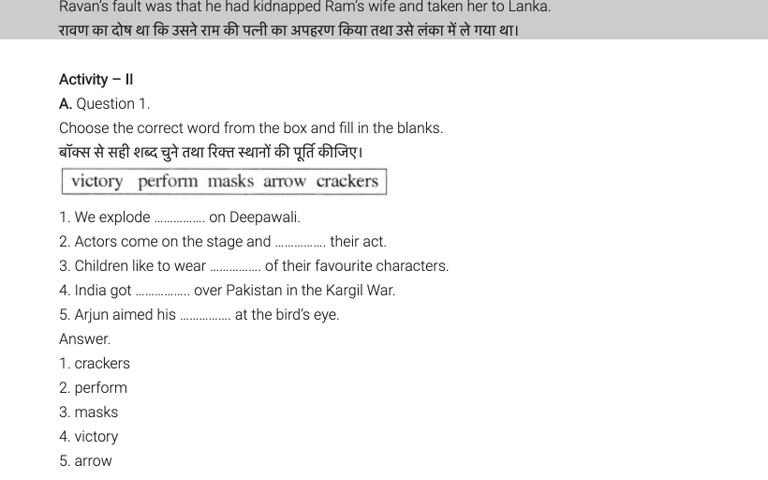 Ravan's fault was that he had kidnapped Ram's wife and taken her to Lanka.
रावण का दोष था कि उसने राम की पत्नी का अपहरण किया तथा उसे लंका में ले गया था।
Activity – II
A. Question 1.
Choose the correct word from the box and fill in the blanks.
बॉक्स से सही शब्द चुने तथा रिक्त स्थानों की पूर्ति कीजिए।
victory perform masks arrow crackers
1. We explode …………… on Deepawali.
2. Actors come on the stage and …………… their act.
3. Children like to wear …………… of their favourite characters.
4. India got …………… over Pakistan in the Kargil War.
5. Arjun aimed his …………… at the bird's eye.
Answer.
1. crackers
2. perform
3. masks
4. victory
5. arrow